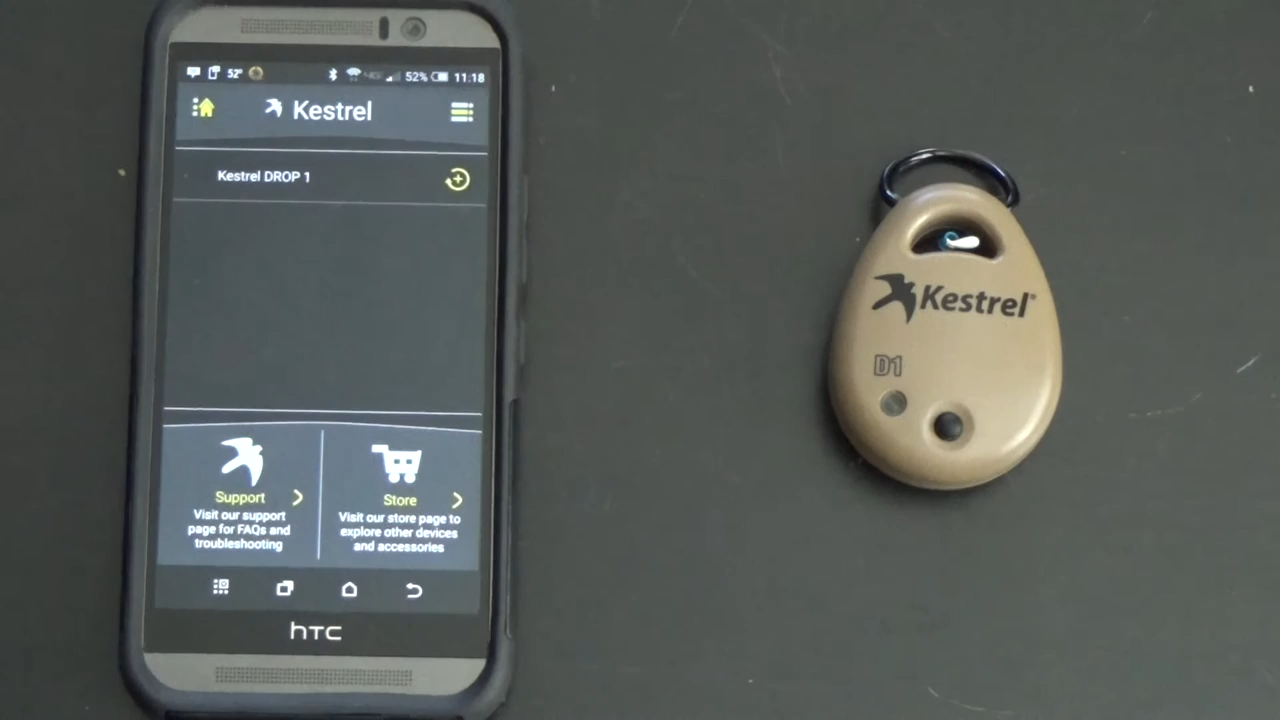 52° 52% 11:18
Kestrel
Kestrel DROP 1
Support
Visit our support
page for FAQs and
troubleshooting
Store
Visit our store page to
explore other devices
and accessories
hTC
Kestrel®
D1